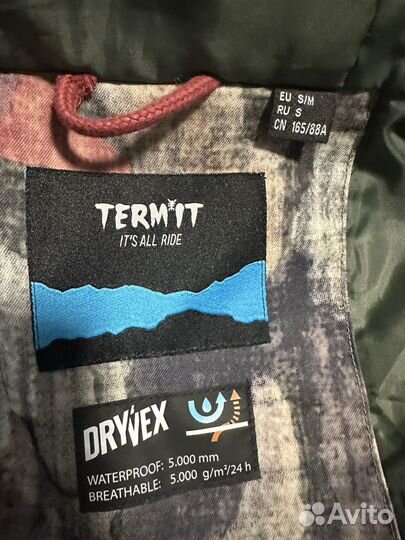 EU S/M
RU S
CN 165/88A
TERMIT
IT'S ALL RIDE
DRYVEX
WATERPROOF: 5.000 mm
BREATHABLE: 5.000 g/m²/24 h
Avito